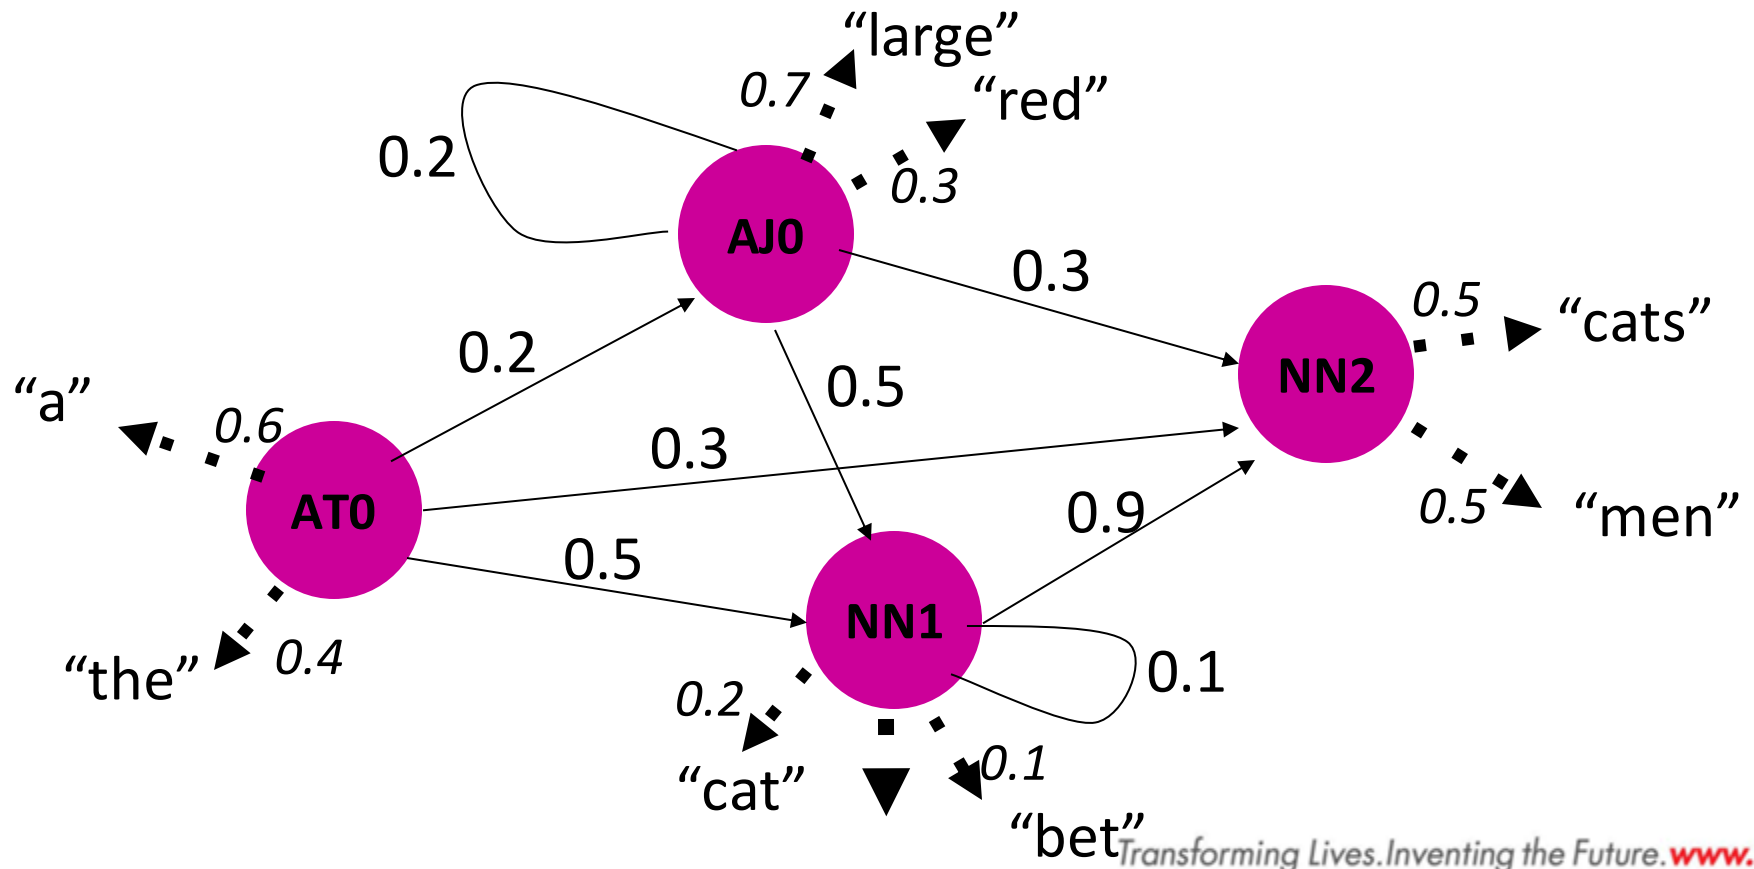 “large”
0.7
“red”
0.2
0.3
AJ0
0.3
0.5
“cats”
0.2
NN2
“a”
0.5
0.6
0.3
AT0
0.9
0.5
“men”
0.5
NN1
“the”
0.4
0.1
0.2
“cat”
0.1
“bet”
Transforming Lives.Inventing the Future.www.